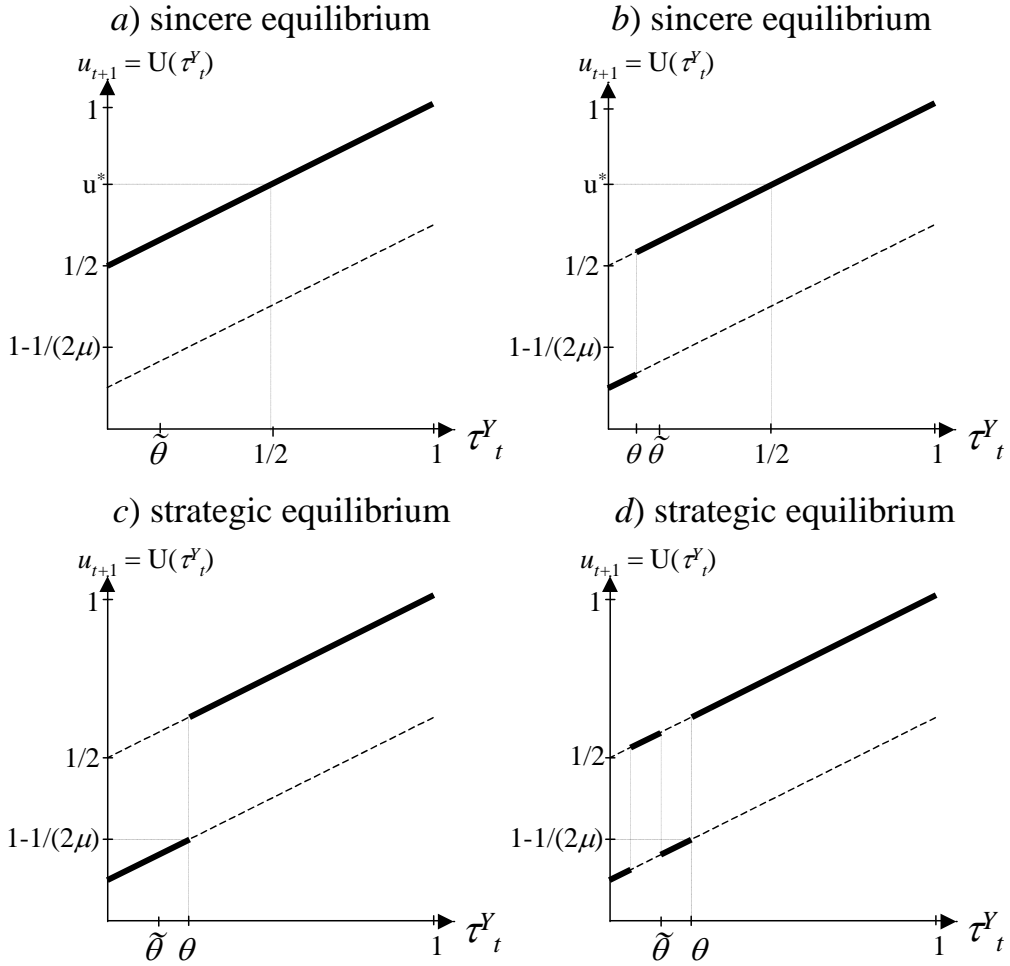 a) sincere equilibrium
u_{t+1} = U(τ^Y_t)
1
u*
1/2
1-1/(2μ)
θ̃
1/2
1
τ^Y_t
b) sincere equilibrium
u_{t+1} = U(τ^Y_t)
1
u*
1/2
1-1/(2μ)
θ
θ̃
1/2
1
τ^Y_t
c) strategic equilibrium
u_{t+1} = U(τ^Y_t)
1
1/2
1-1/(2μ)
θ̃
θ
1
τ^Y_t
d) strategic equilibrium
u_{t+1} = U(τ^Y_t)
1
1/2
1-1/(2μ)
θ̃
θ
1
τ^Y_t